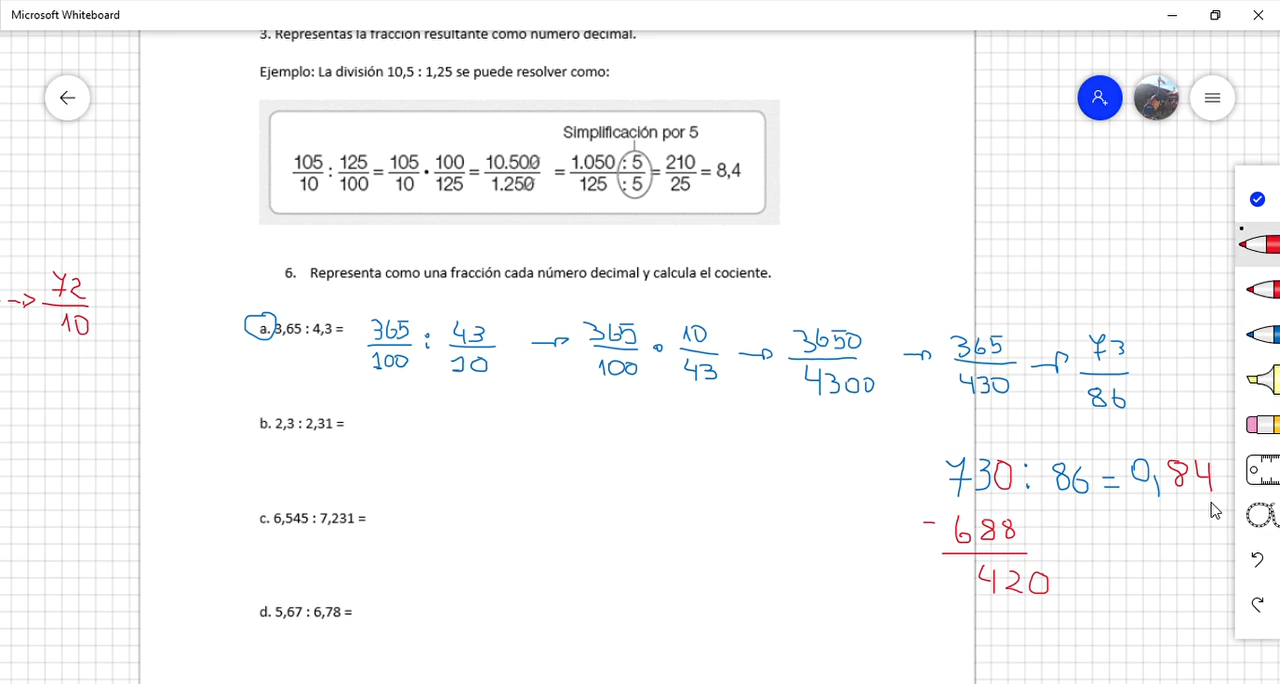 Microsoft Whiteboard
3. Representas la fracción resultante como número decimal.
Ejemplo: La división 10,5 : 1,25 se puede resolver como:
Simplificación por 5
105/10 : 125/100 = 105/10 • 100/125 = 10.500/1.250 = 1.050 : 5/125 : 5 = 210/25 = 8,4
6. Representa como una fracción cada número decimal y calcula el cociente.
→ 72/10
a. 3,65 : 4,3 = 365/100 : 43/10 → 365/100 • 10/43 → 3650/4300 → 365/430 → 73/86
b. 2,3 : 2,31 =
730 : 86 = 0,84
- 688
420
c. 6,545 : 7,231 =
d. 5,67 : 6,78 =